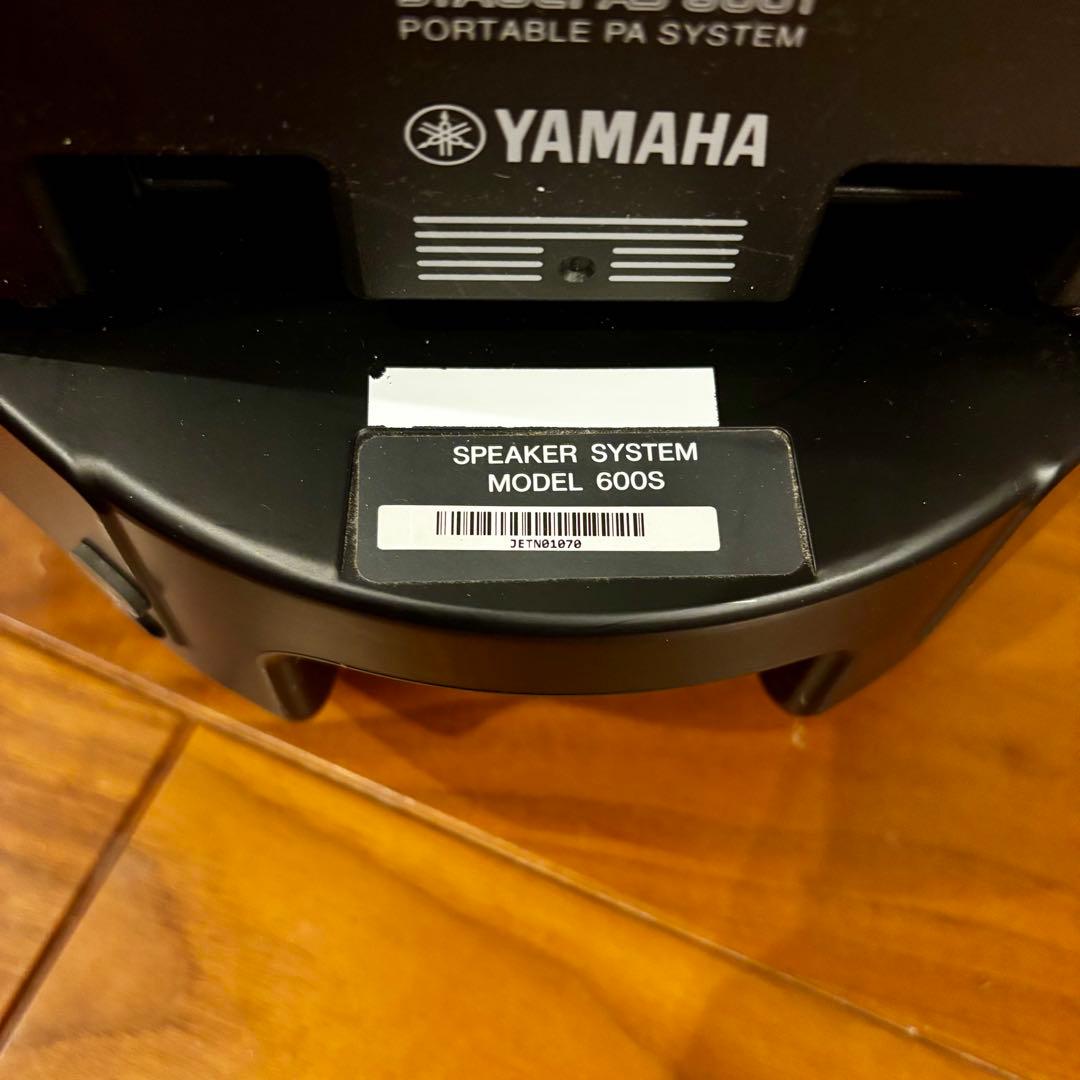 PORTABLE PA SYSTEM
YAMAHA
SPEAKER SYSTEM
MODEL 600S
JETN01070